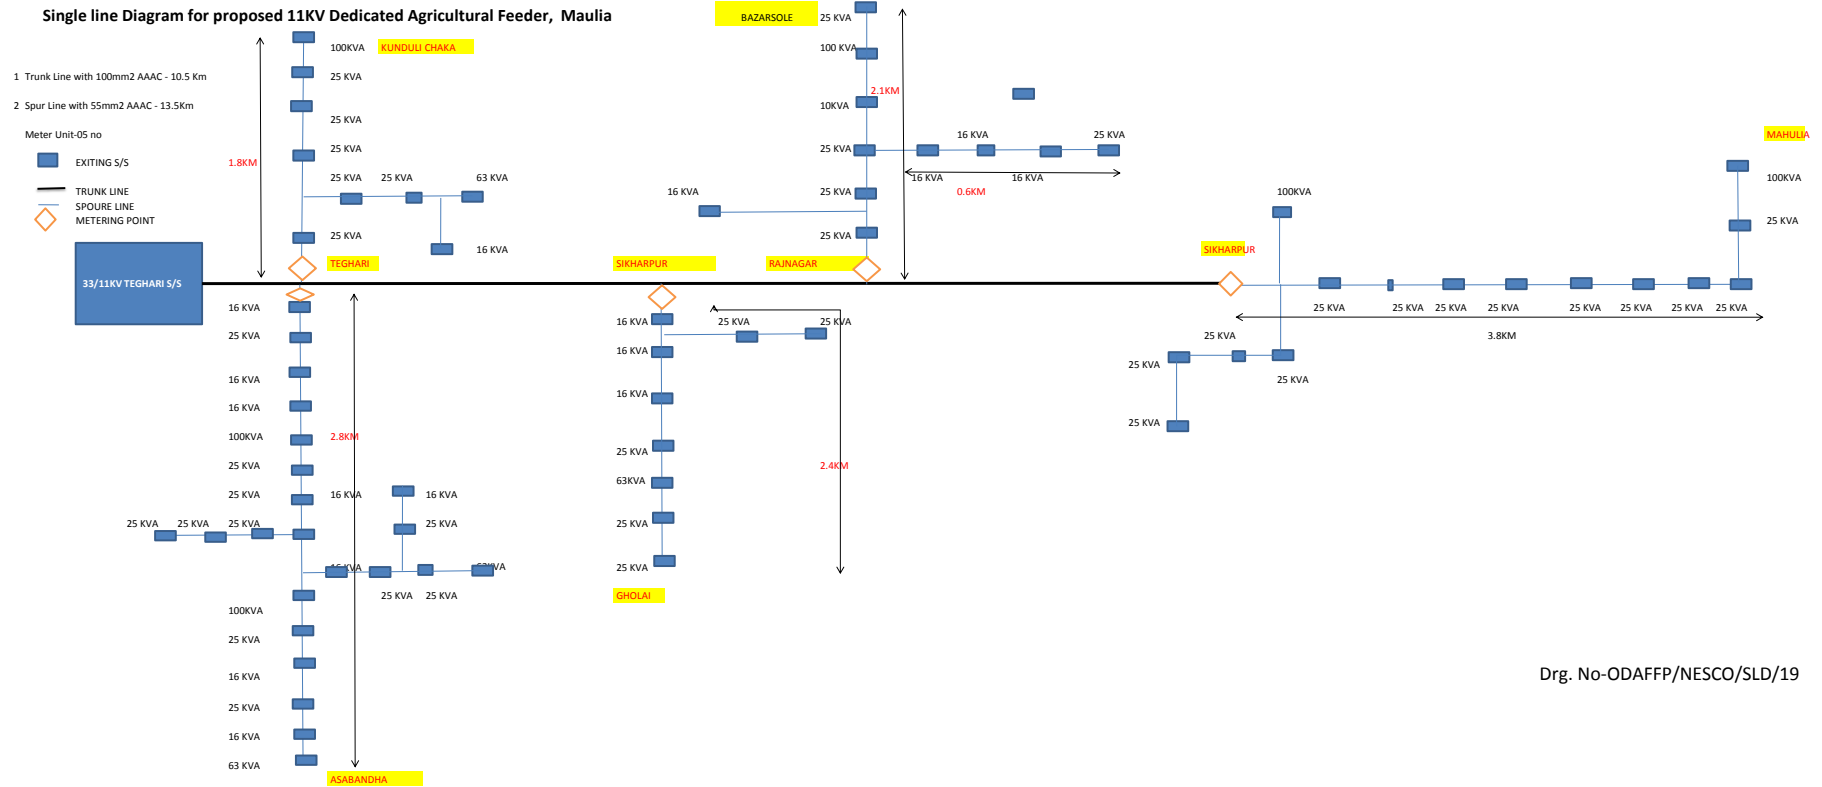 Single line Diagram for proposed 11KV Dedicated Agricultural Feeder, Maulia
1 Trunk Line with 100mm2 AAAC - 10.5 Km
2 Spur Line with 55mm2 AAAC - 13.5Km
Meter Unit-05 no
EXITING S/S
TRUNK LINE
SPOURE LINE
METERING POINT
33/11KV TEGHARI S/S
1.8KM
100KVA
KUNDULI CHAKA
25 KVA
25 KVA
25 KVA
25 KVA 25 KVA 63 KVA
25 KVA
16 KVA
TEGHARI
16 KVA
25 KVA
16 KVA
16 KVA
100KVA
2.8KM
25 KVA
25 KVA
16 KVA
16 KVA
25 KVA 25 KVA 25 KVA
25 KVA
16 KVA
63KVA
25 KVA 25 KVA
100KVA
25 KVA
16 KVA
25 KVA
16 KVA
63 KVA
ASABANDHA
SIKHARPUR
16 KVA
25 KVA
25 KVA
16 KVA
16 KVA
25 KVA
63KVA
2.4KM
25 KVA
25 KVA
GHOLAI
BAZARSOLE
25 KVA
100 KVA
2.1KM
10KVA
16 KVA
25 KVA
25 KVA
16 KVA
16 KVA
0.6KM
25 KVA
16 KVA
25 KVA
RAJNAGAR
SIKHARPUR
100KVA
MAHULIA
100KVA
25 KVA
25 KVA 25 KVA 25 KVA 25 KVA 25 KVA 25 KVA 25 KVA 25 KVA
3.8KM
25 KVA
25 KVA
25 KVA
25 KVA
Drg. No-ODAFFP/NESCO/SLD/19